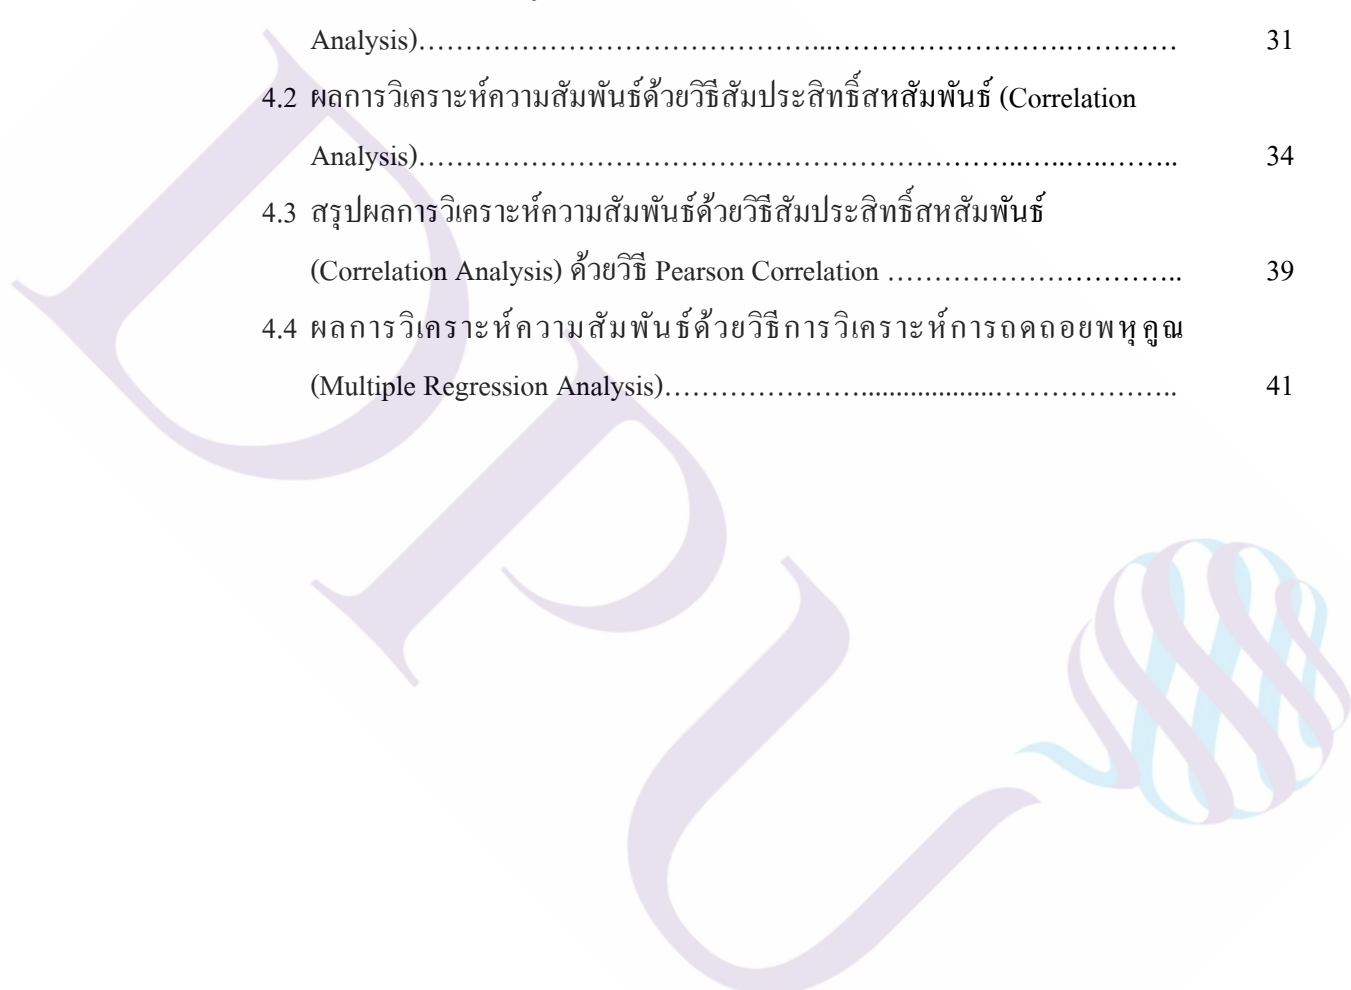 Analysis)……………………………………...…………………….………… 31
4.2 ผลการวิเคราะห์ความสัมพันธ์ด้วยวิธีสัมประสิทธิ์สหสัมพันธ์ (Correlation
Analysis)…………………………………………………..…..…..…….. 34
4.3 สรุปผลการวิเคราะห์ความสัมพันธ์ด้วยวิธีสัมประสิทธิ์สหสัมพันธ์
(Correlation Analysis) ด้วยวิธี Pearson Correlation ………………………….. 39
4.4 ผลการวิเคราะห์ความสัมพันธ์ด้วยวิธีการวิเคราะห์การถดถอยพหุคูณ
(Multiple Regression Analysis)…………………...................……………….. 41
DPU